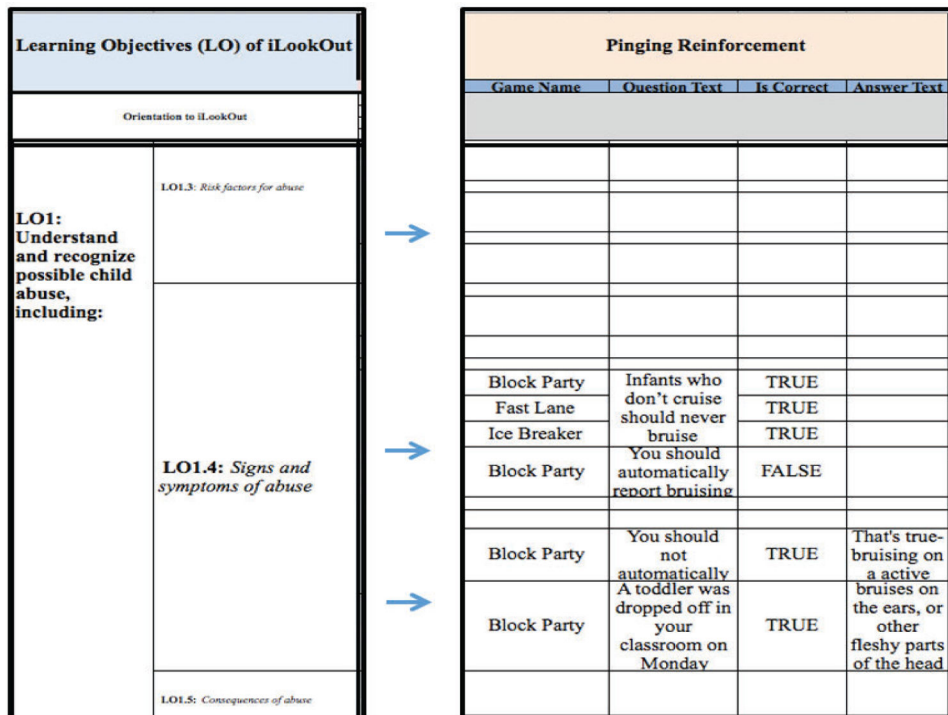 Learning Objectives (LO) of iLookOut
Orientation to iLookOut
LO1:
Understand
and recognize
possible child
abuse,
including:
LO1.3: Risk factors for abuse
LO1.4: Signs and
symptoms of abuse
LO1.5: Consequences of abuse
Pinging Reinforcement
Game Name Question Text Is Correct Answer Text
Block Party
Infants who
don't cruise
should never
bruise
TRUE
Fast Lane
TRUE
Ice Breaker
TRUE
Block Party
You should
automatically
report bruising
FALSE
Block Party
You should
not
automatically
TRUE
That's true-
bruising on
a active
Block Party
A toddler was
dropped off in
your
classroom on
Monday
TRUE
bruises on
the ears, or
other
fleshy parts
of the head